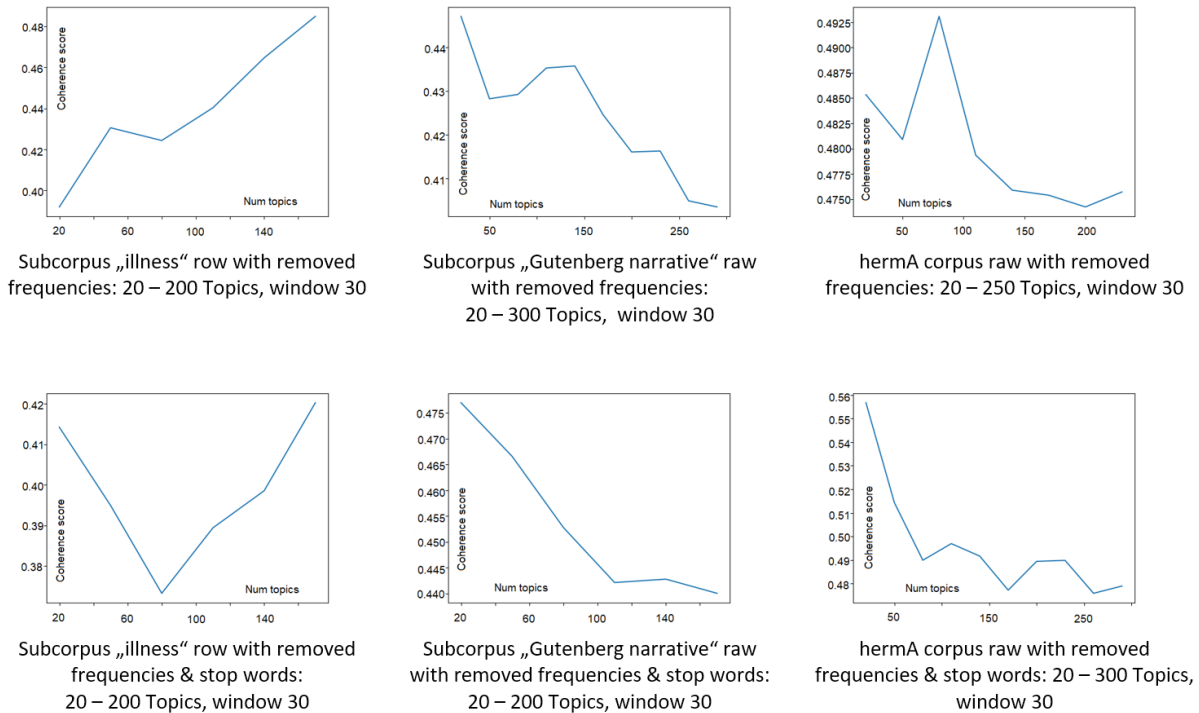 0.48
0.46
0.44
0.42
0.40
Coherence score
Num topics
20
60
100
140
Subcorpus „illness“ row with removed
frequencies: 20 – 200 Topics, window 30
0.44
0.43
0.42
0.41
Coherence score
Num topics
50
150
250
Subcorpus „Gutenberg narrative“ raw
with removed frequencies:
20 – 300 Topics, window 30
0.4925
0.4900
0.4875
0.4850
0.4825
0.4800
0.4775
0.4750
Coherence score
Num topics
50
100
150
200
hermA corpus raw with removed
frequencies: 20 – 250 Topics, window 30
0.42
0.41
0.40
0.39
0.38
Coherence score
Num topics
20
60
100
140
Subcorpus „illness“ row with removed
frequencies & stop words:
20 – 200 Topics, window 30
0.475
0.470
0.465
0.460
0.455
0.450
0.445
0.440
Coherence score
Num topics
20
60
100
140
Subcorpus „Gutenberg narrative“ raw
with removed frequencies & stop words:
20 – 200 Topics, window 30
0.56
0.55
0.54
0.53
0.52
0.51
0.50
0.49
0.48
Coherence score
Num topics
50
150
250
hermA corpus raw with removed
frequencies & stop words: 20 – 300 Topics,
window 30